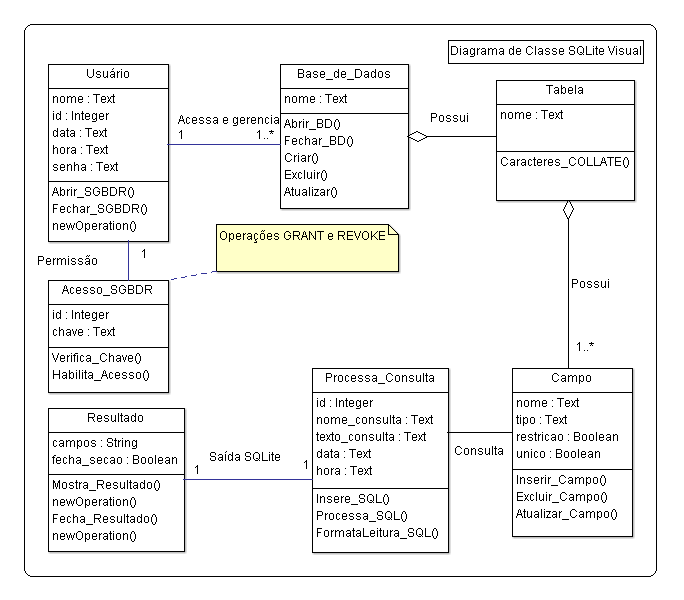 Diagrama de Classe SQLite Visual
Usuário
nome : Text
id : Integer
data : Text
hora : Text
senha : Text
Abrir_SGBDR()
Fechar_SGBDR()
newOperation()
Acessa e gerencia
1
1..*
Base_de_Dados
nome : Text
Abrir_BD()
Fechar_BD()
Criar()
Excluir()
Atualizar()
Possui
Tabela
nome : Text
Caracteres_COLLATE()
Operações GRANT e REVOKE
Permissão
1
Acesso_SGBDR
id : Integer
chave : Text
Verifica_Chave()
Habilita_Acesso()
Possui
1..*
Resultado
campos : String
fecha_secao : Boolean
Mostra_Resultado()
newOperation()
Fecha_Resultado()
newOperation()
Saída SQLite
1
1
Processa_Consulta
id : Integer
nome_consulta : Text
texto_consulta : Text
data : Text
hora : Text
Insere_SQL()
Processa_SQL()
FormataLeitura_SQL()
Consulta
Campo
nome : Text
tipo : Text
restricao : Boolean
unico : Boolean
Inserir_Campo()
Excluir_Campo()
Atualizar_Campo()